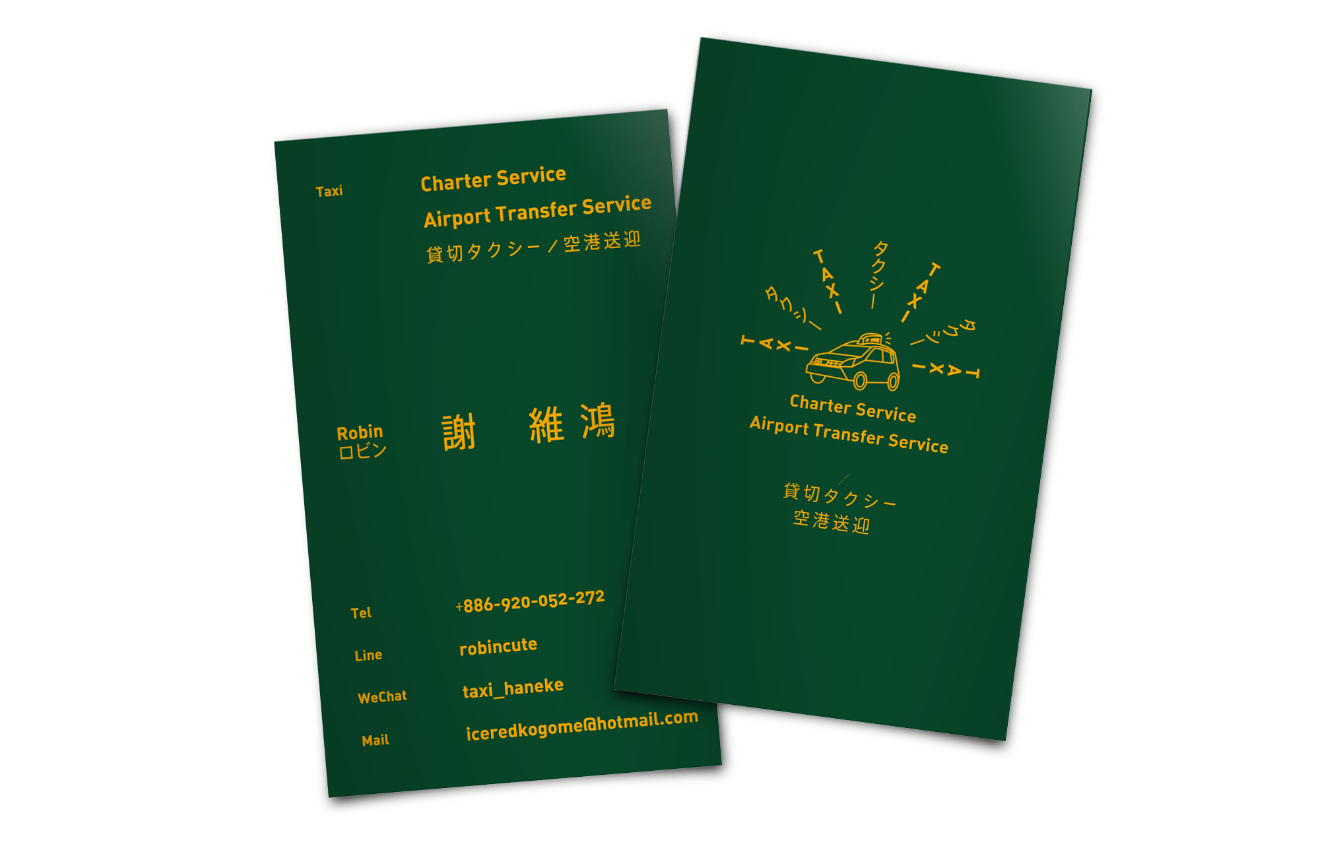 Taxi
Charter Service
Airport Transfer Service
貸切タクシー/空港送迎
Robin
ロビン
謝 維鴻
Tel +886-920-052-272
Line robincute
WeChat taxi_haneke
Mail iceredkogome@hotmail.com
TAXI
タクシー
TAXI
タクシー
TAXI
タクシー
TAXI
Charter Service
Airport Transfer Service
/
貸切タクシー
空港送迎